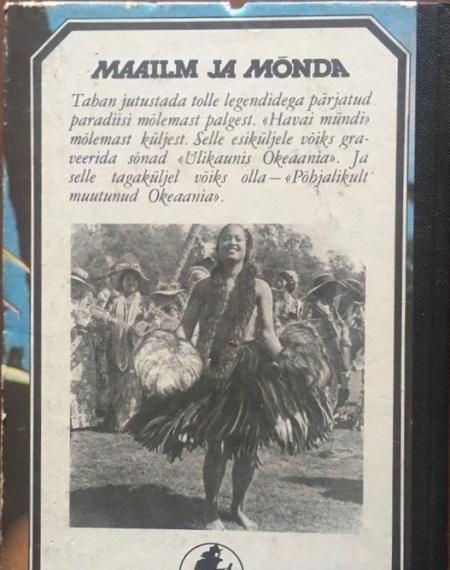 MAAILM JA MÕNDA
Tahan jutustada tolle legendidega pärjatud
paradiisi mõlemast palgest. «Havai mündi»
mõlemast küljest. Selle esiküljele võiks gra-
veerida sõnad «Ülikaunis Okeaania». Ja
selle tagaküljel võiks olla — «Põhjalikult
muutunud Okeaania».